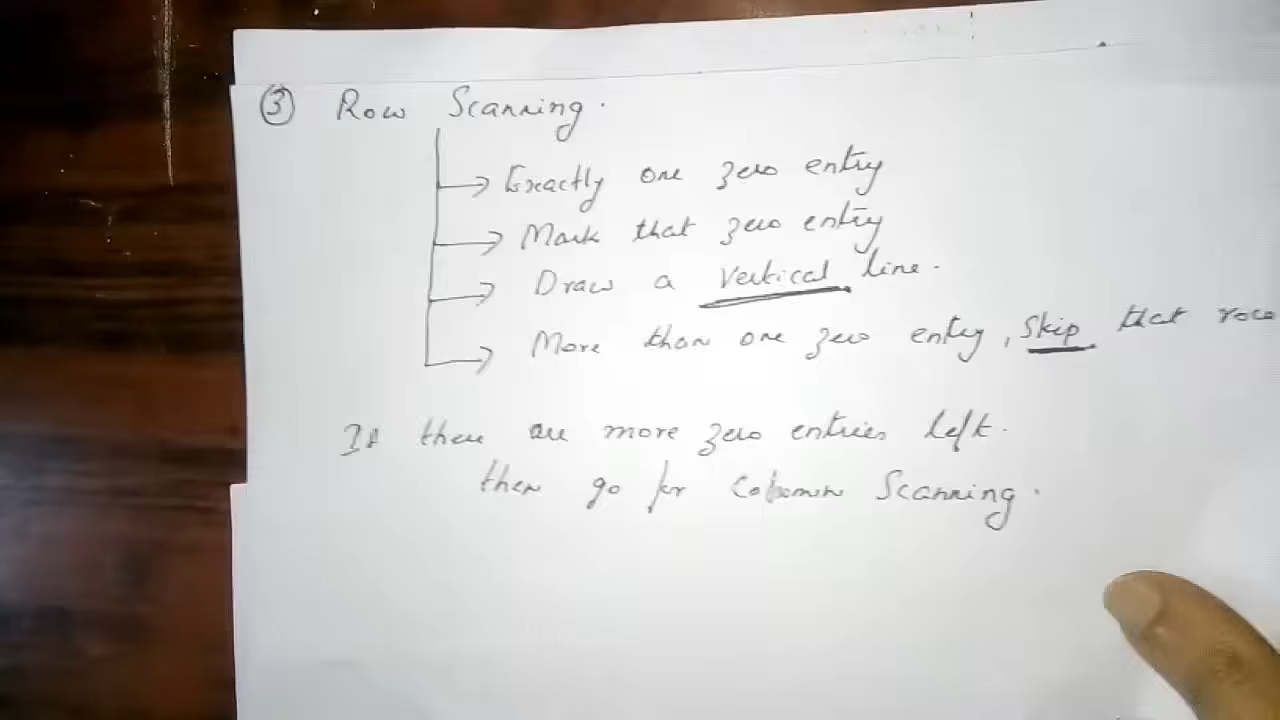 ③ Row Scanning.
Exactly one zero entry
Mark that zero entry
Draw a vertical line.
More than one zero entry, skip that row
If there are more zero entries left.
then go for Column Scanning.